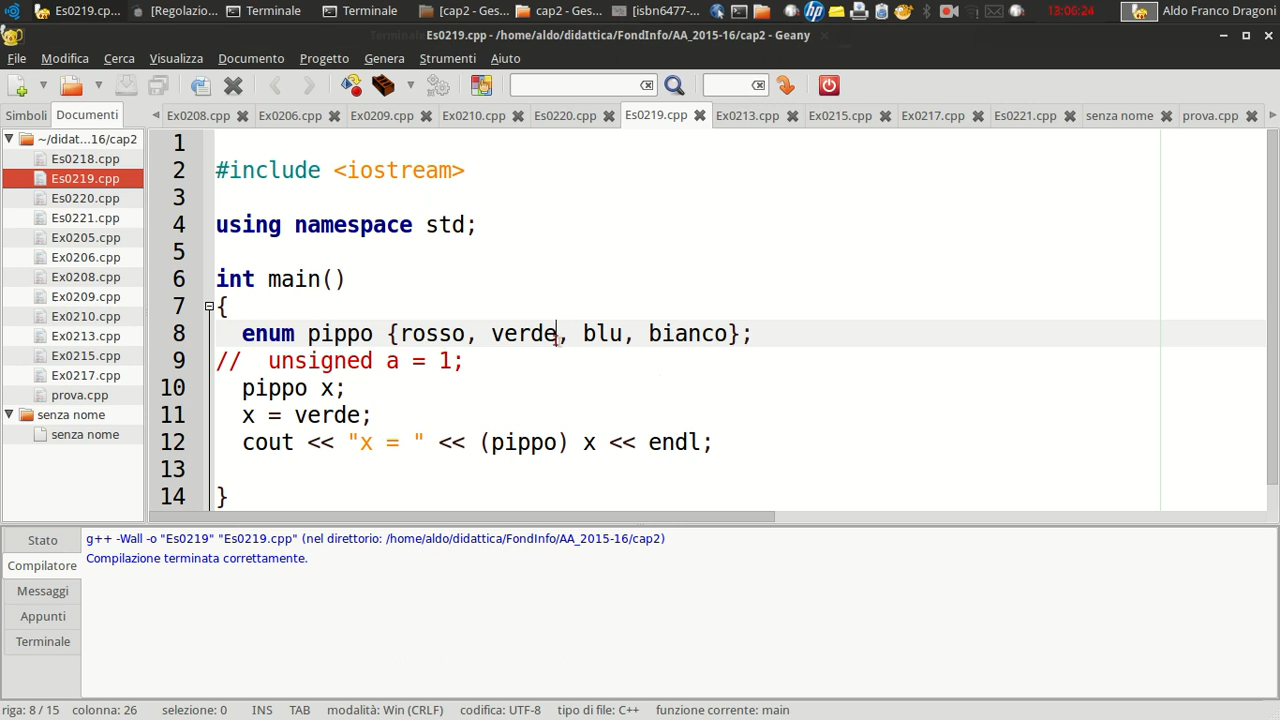 Es0219.cp...
[Regolazio...
Terminale
Terminale
[cap2 - Ges...
cap2 - Ges...
[isbn6477-...
13:06:24
Aldo Franco Dragoni
Es0219.cpp - /home/aldo/didattica/FondInfo/AA_2015-16/cap2 - Geany
File Modifica Cerca Visualizza Documento Progetto Genera Strumenti Aiuto
Simboli Documenti
Ex0208.cpp Ex0206.cpp Ex0209.cpp Ex0210.cpp Es0220.cpp Es0219.cpp Ex0213.cpp Ex0215.cpp Ex0217.cpp Es0221.cpp senza nome prova.cpp
~/didat...16/cap2
Es0218.cpp
Es0219.cpp
Es0220.cpp
Es0221.cpp
Ex0205.cpp
Ex0206.cpp
Ex0208.cpp
Ex0209.cpp
Ex0210.cpp
Ex0213.cpp
Ex0215.cpp
Ex0217.cpp
prova.cpp
senza nome
senza nome
1
2 #include <iostream>
3
4 using namespace std;
5
6 int main()
7 {
8 enum pippo {rosso, verde, blu, bianco};
9 // unsigned a = 1;
10 pippo x;
11 x = verde;
12 cout << "x = " << (pippo) x << endl;
13
14 }
Stato
Compilatore
Messaggi
Appunti
Terminale
g++ -Wall -o "Es0219" "Es0219.cpp" (nel direttorio: /home/aldo/didattica/FondInfo/AA_2015-16/cap2)
Compilazione terminata correttamente.
riga: 8 / 15 colonna: 26 selezione: 0 INS TAB modalità: Win (CRLF) codifica: UTF-8 tipo di file: C++ funzione corrente: main